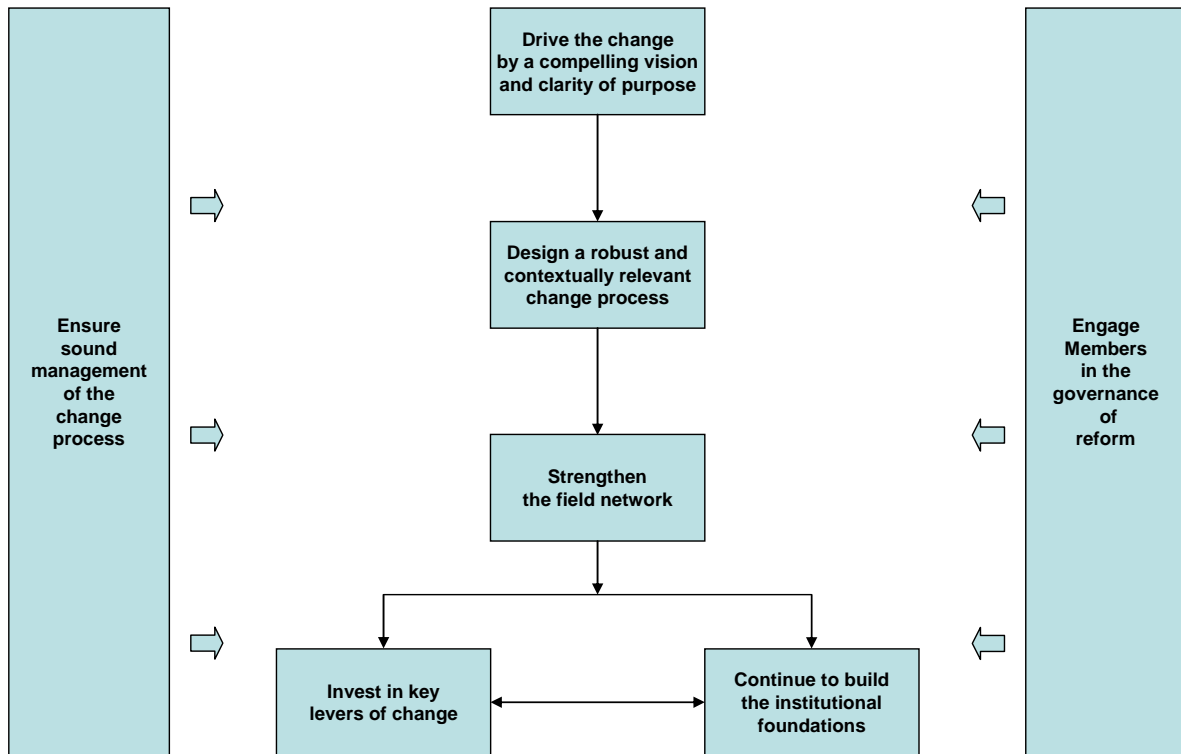 Drive the change
by a compelling vision
and clarity of purpose
Design a robust and
contextually relevant
change process
Ensure
sound
management
of the
change
process
Engage
Members
in the
governance
of
reform
Strengthen
the field network
Invest in key
levers of change
Continue to build
the institutional
foundations